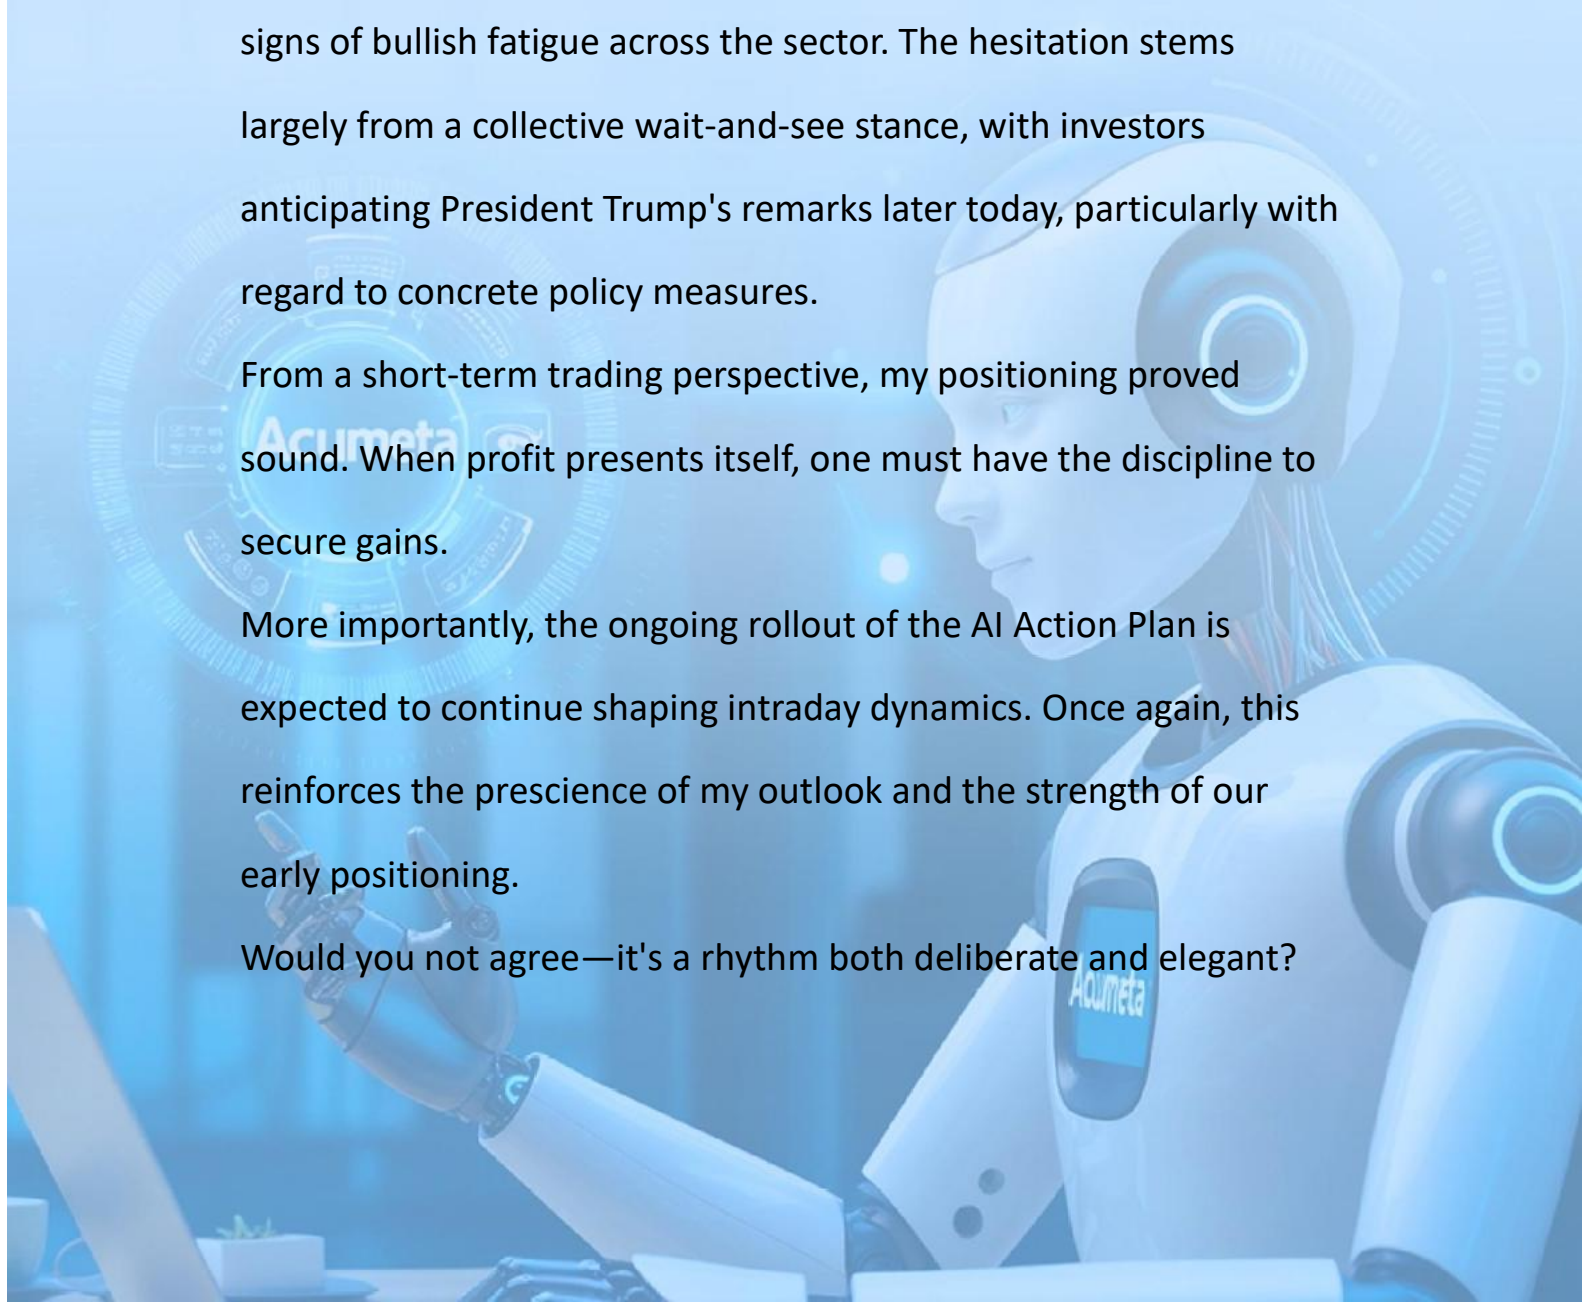 signs of bullish fatigue across the sector. The hesitation stems
largely from a collective wait-and-see stance, with investors
anticipating President Trump's remarks later today, particularly with
regard to concrete policy measures.
From a short-term trading perspective, my positioning proved
Acumeta
sound. When profit presents itself, one must have the discipline to
secure gains.
More importantly, the ongoing rollout of the AI Action Plan is
expected to continue shaping intraday dynamics. Once again, this
reinforces the prescience of my outlook and the strength of our
early positioning.
Would you not agree—it's a rhythm both deliberate and elegant?
Acumeta